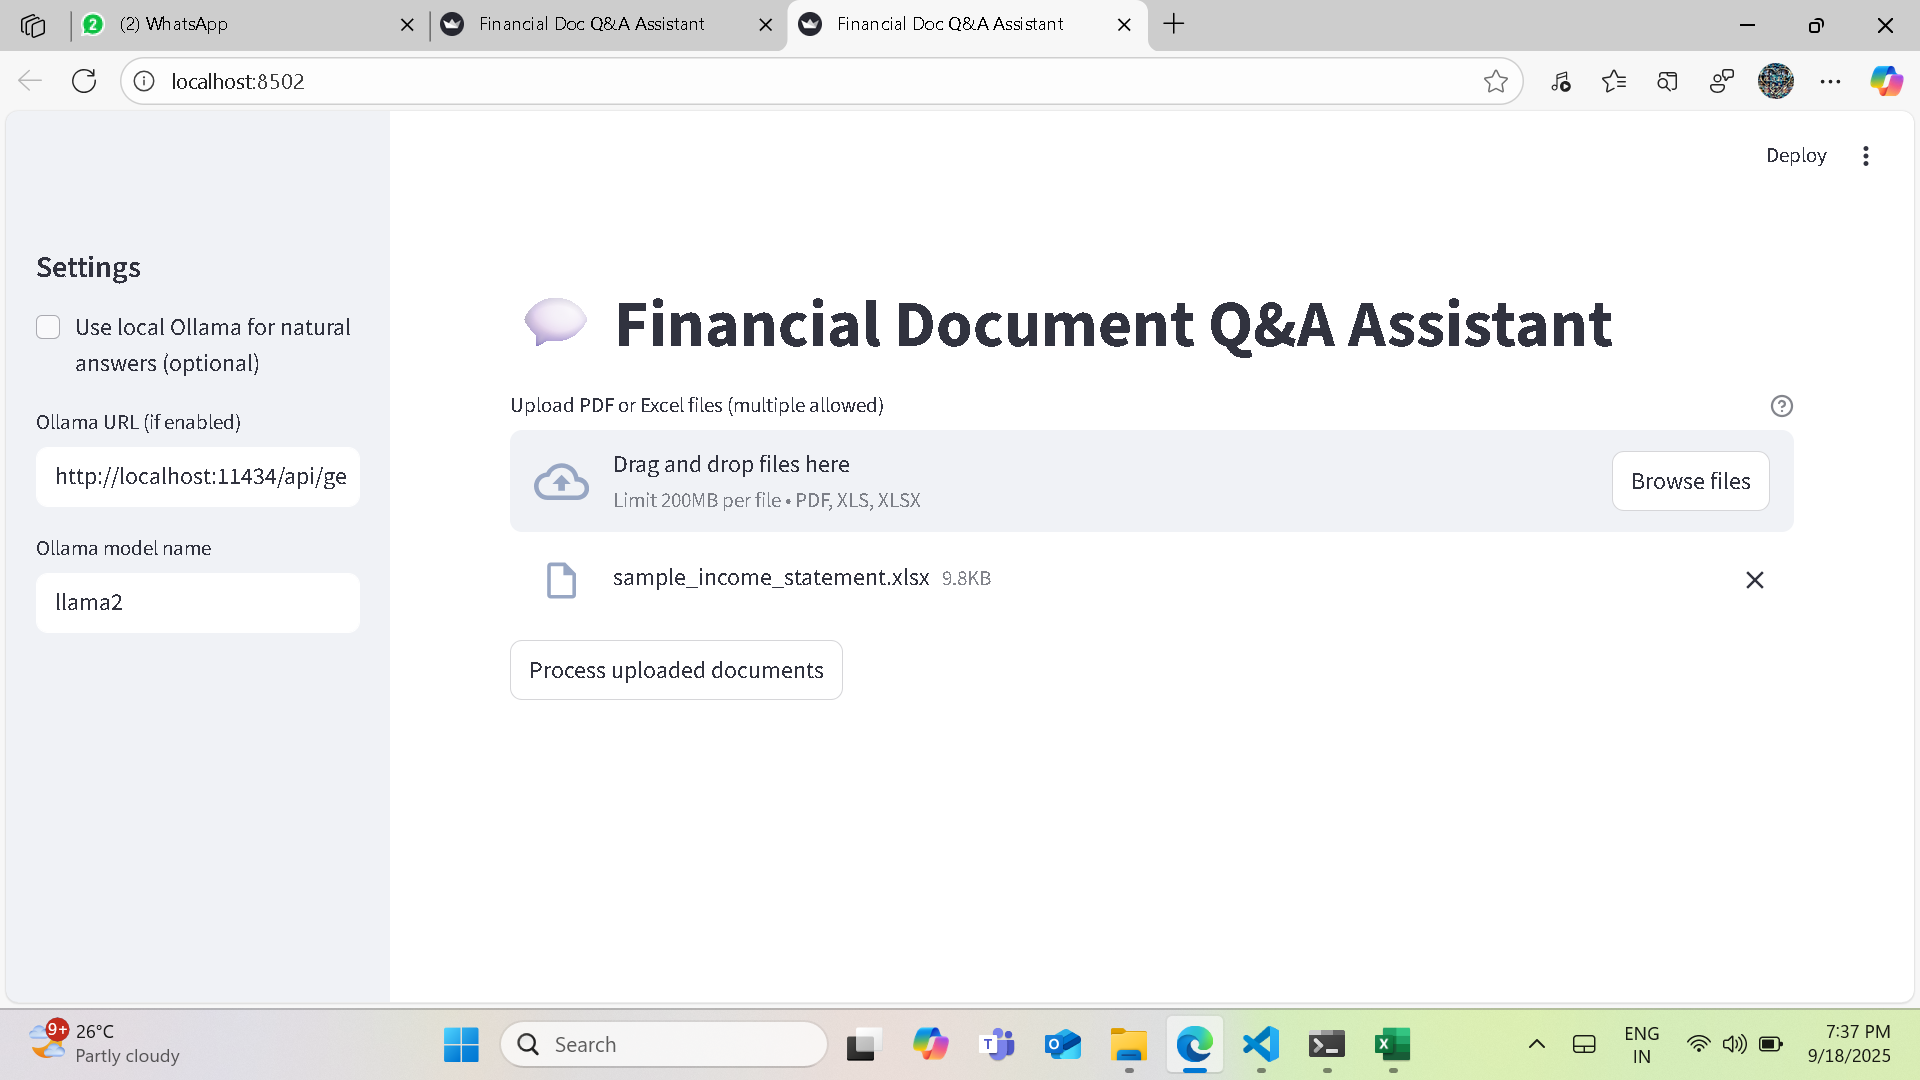 (2) WhatsApp
Financial Doc Q&A Assistant
Financial Doc Q&A Assistant
localhost:8502
Deploy
Settings
Use local Ollama for natural
answers (optional)
Ollama URL (if enabled)
http://localhost:11434/api/ge
Ollama model name
llama2
Financial Document Q&A Assistant
Upload PDF or Excel files (multiple allowed)
Drag and drop files here
Limit 200MB per file • PDF, XLS, XLSX
Browse files
sample_income_statement.xlsx 9.8KB
Process uploaded documents
9+
26°C
Partly cloudy
Search
ENG
IN
7:37 PM
9/18/2025